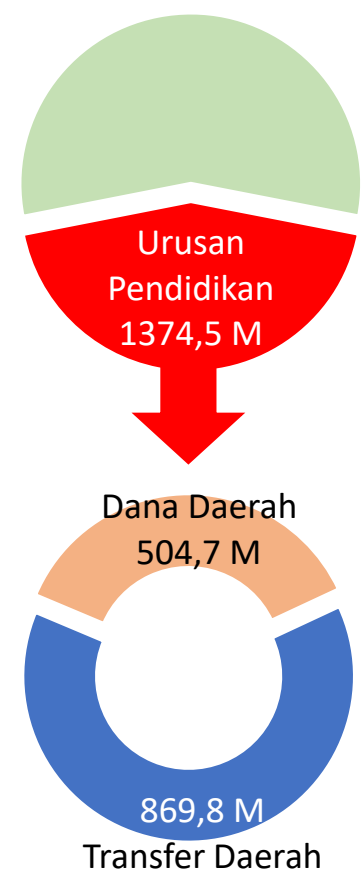 Urusan
Pendidikan
1374,5 M
Dana Daerah
504,7 M
869,8 M
Transfer Daerah